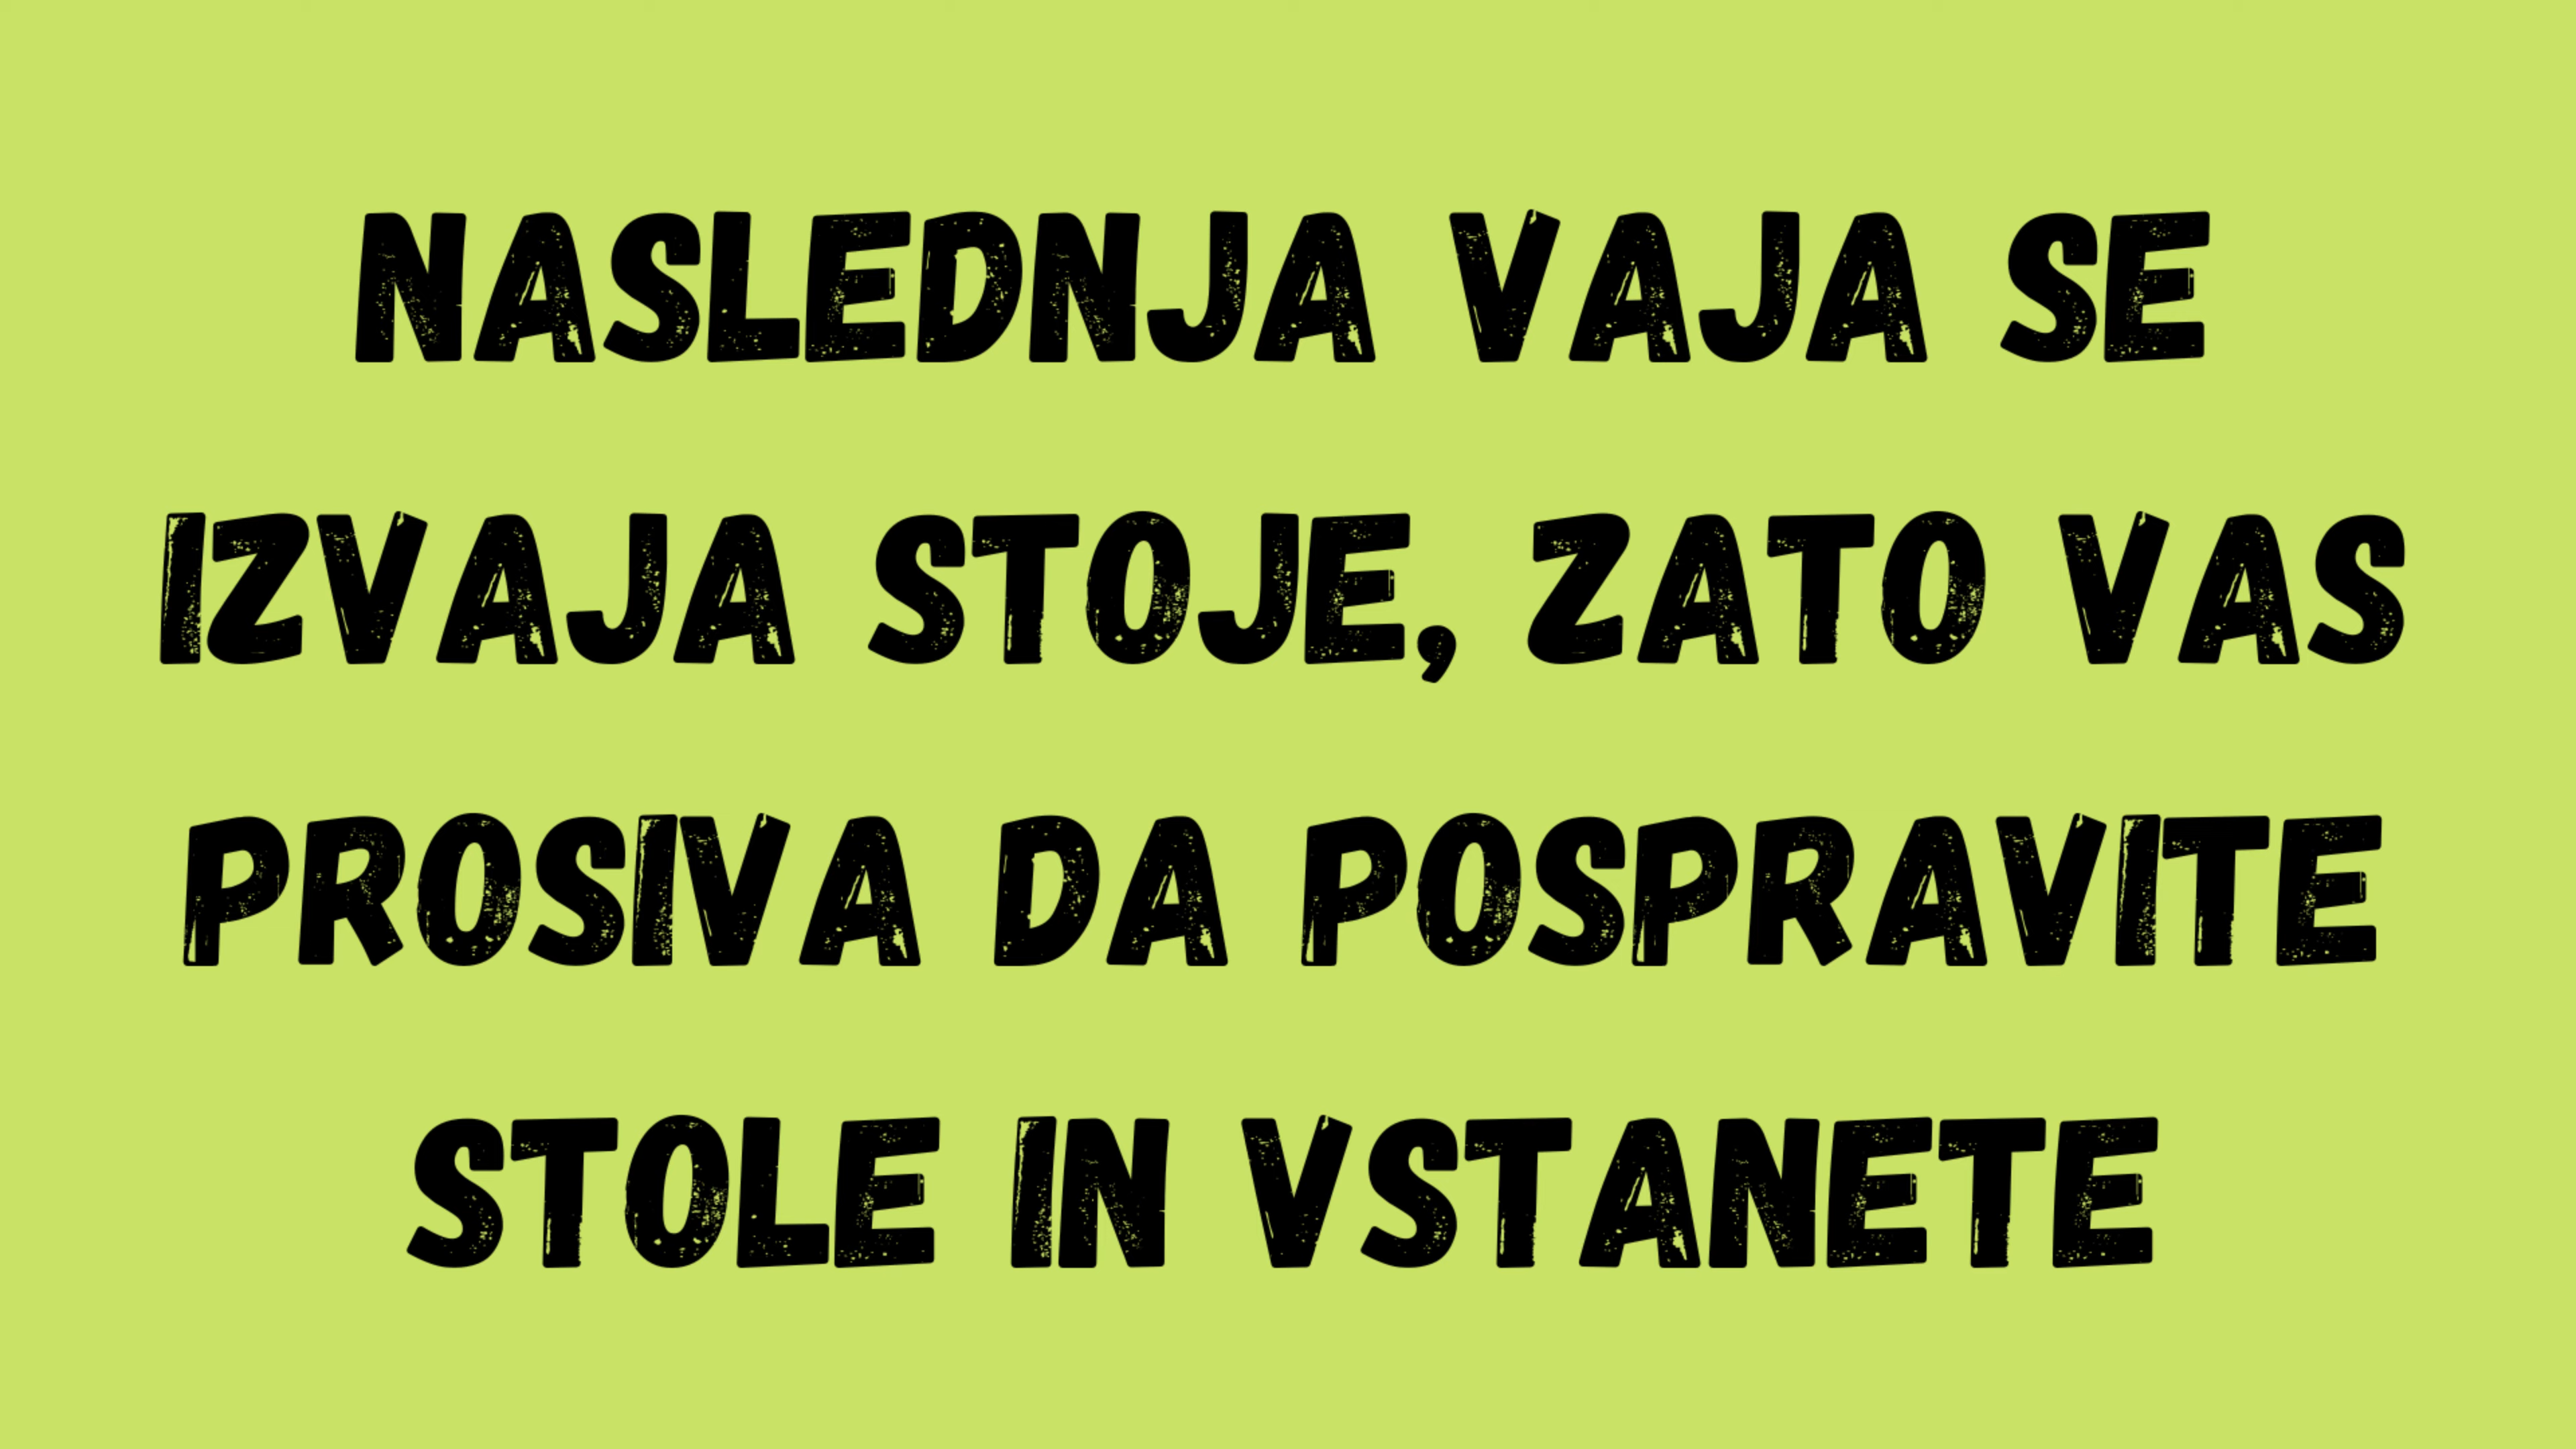 NASLEDNJA VAJA SE
IZVAJA STOJE, ZATO VAS
PROSIVA DA POSPRAVITE
STOLE IN VSTANETE